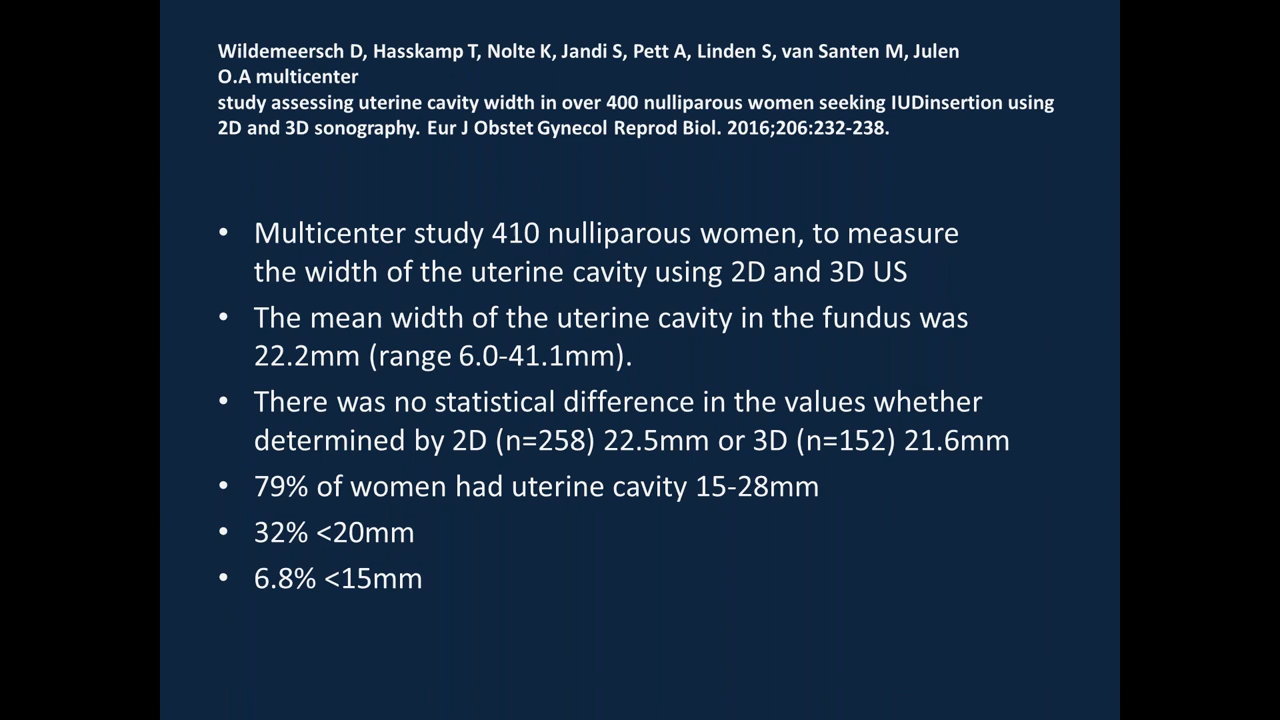 Wildemeersch D, Hasskamp T, Nolte K, Jandi S, Pett A, Linden S, van Santen M, Julen
O.A multicenter
study assessing uterine cavity width in over 400 nulliparous women seeking IUDinsertion using
2D and 3D sonography. Eur J Obstet Gynecol Reprod Biol. 2016;206:232-238.
• Multicenter study 410 nulliparous women, to measure
the width of the uterine cavity using 2D and 3D US
• The mean width of the uterine cavity in the fundus was
22.2mm (range 6.0-41.1mm).
• There was no statistical difference in the values whether
determined by 2D (n=258) 22.5mm or 3D (n=152) 21.6mm
• 79% of women had uterine cavity 15-28mm
• 32% <20mm
• 6.8% <15mm